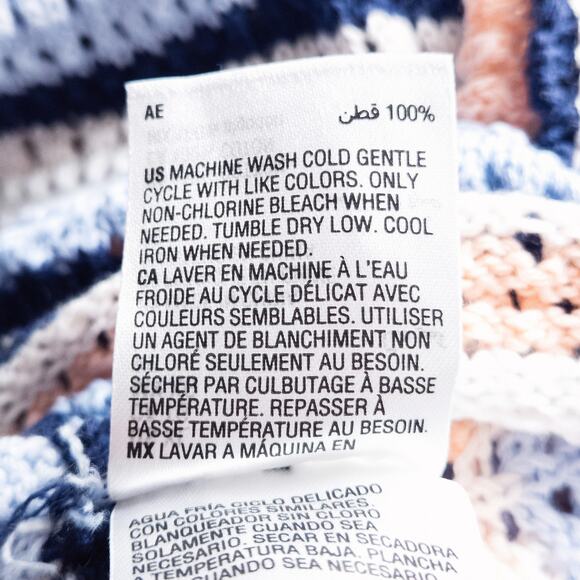 AE
100% قطن
US MACHINE WASH COLD GENTLE
CYCLE WITH LIKE COLORS. ONLY
NON-CHLORINE BLEACH WHEN
NEEDED. TUMBLE DRY LOW. COOL
IRON WHEN NEEDED.
CA LAVER EN MACHINE À L'EAU
FROIDE AU CYCLE DÉLICAT AVEC
COULEURS SEMBLABLES. UTILISER
UN AGENT DE BLANCHIMENT NON
CHLORÉ SEULEMENT AU BESOIN.
SÉCHER PAR CULBUTAGE À BASSE
TEMPÉRATURE. REPASSER À
BASSE TEMPÉRATURE AU BESOIN.
MX LAVAR A MÁQUINA EN
AGUA FRÍA CICLO DELICADO
CON COLORES SIMILARES.
BLANQUEADOR SIN CLORO
SOLAMENTE CUANDO SEA
NECESARIO. SECAR EN SECADORA
A TEMPERATURA BAJA. PLANCHA
CUANDO SEA NECESARIO